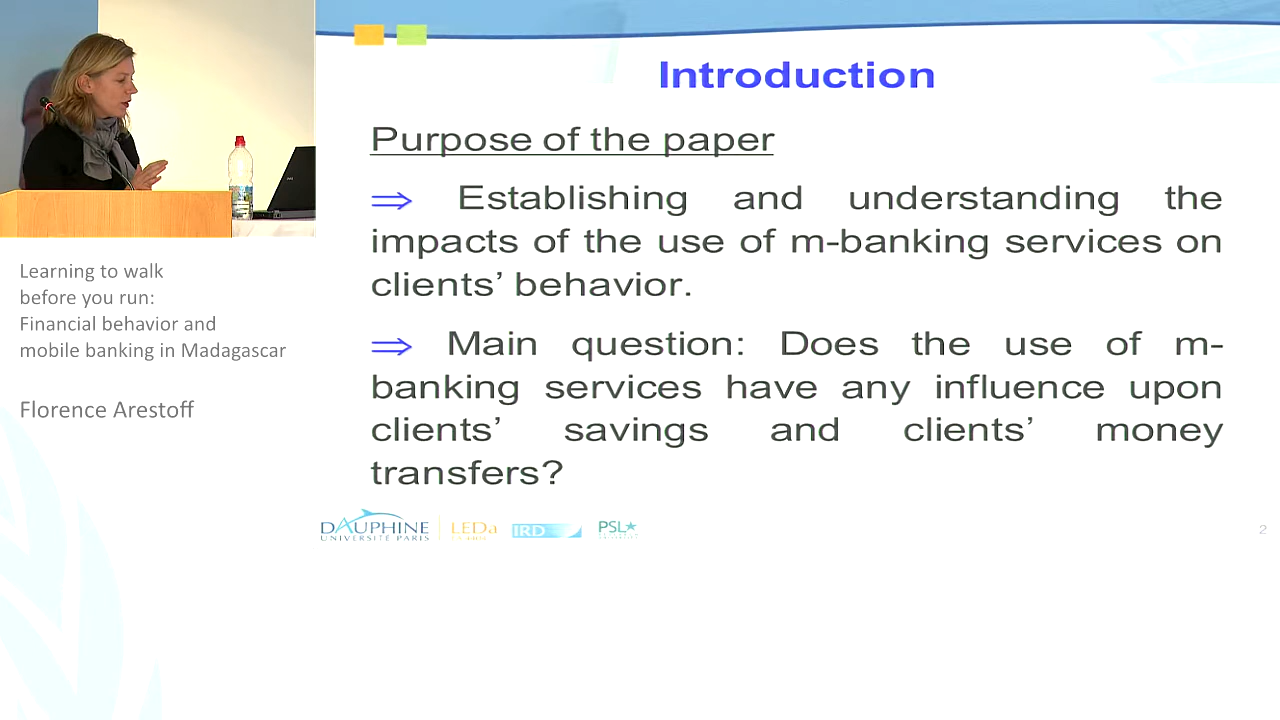 Introduction
Purpose of the paper
⇒ Establishing and understanding the
impacts of the use of m-banking services on
clients’ behavior.
⇒ Main question: Does the use of m-
banking services have any influence upon
clients’ savings and clients’ money
transfers?
Learning to walk
before you run:
Financial behavior and
mobile banking in Madagascar
Florence Arestoff
DAUPHINE
UNIVERSITÉ PARIS
LEDa
IRD
PSL★
2